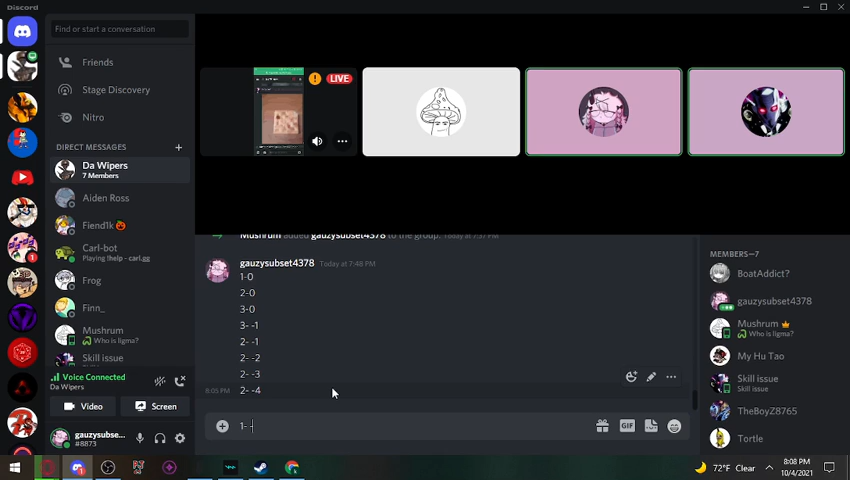 Discord
Find or start a conversation
LIVE
Friends
Stage Discovery
Nitro
DIRECT MESSAGES
Da Wipers
7 Members
Aiden Ross
Fiend1k
Carl-bot
Playing !help - carl.gg
Frog
Finn_
Mushrum
Who is ligma?
Skill issue
Voice Connected
Da Wipers
Video
Screen
gauzysubse...
#8873
Mushrum added gauzysubset4378 to the group. Today at 7:37 PM
gauzysubset4378 Today at 7:48 PM
1-0
2-0
3-0
3- -1
2- -1
2- -2
2- -3
8:05 PM 2- -4
1- -
GIF
MEMBERS—7
BoatAddict?
gauzysubset4378
Mushrum
Who is ligma?
My Hu Tao
Skill issue
Skill issue
TheBoyZ8765
Tortle
72°F Clear
8:08 PM
10/4/2021